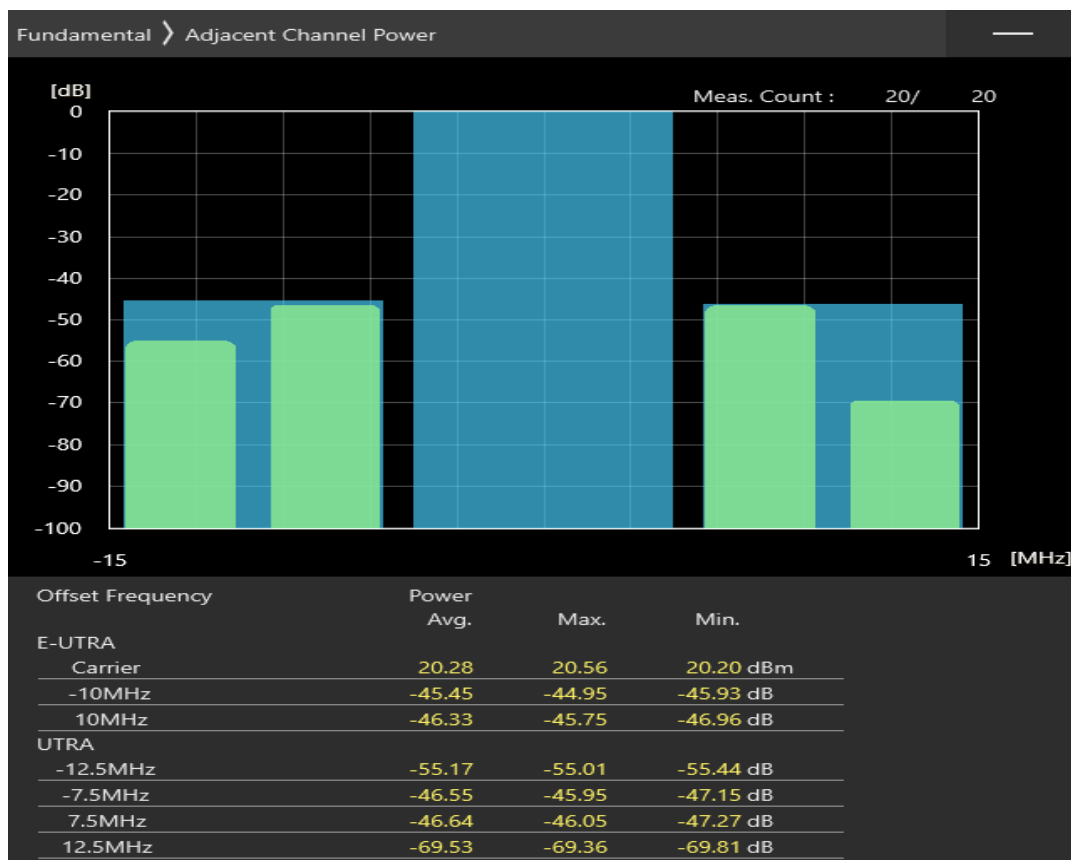 Fundamental ❯ Adjacent Channel Power
[dB]
Meas. Count : 20/ 20
0
-10
-20
-30
-40
-50
-60
-70
-80
-90
-100
-15 15 [MHz]
Offset Frequency Power
Avg. Max. Min.
E-UTRA
Carrier 20.28 20.56 20.20 dBm
-10MHz -45.45 -44.95 -45.93 dB
10MHz -46.33 -45.75 -46.96 dB
UTRA
-12.5MHz -55.17 -55.01 -55.44 dB
-7.5MHz -46.55 -45.95 -47.15 dB
7.5MHz -46.64 -46.05 -47.27 dB
12.5MHz -69.53 -69.36 -69.81 dB